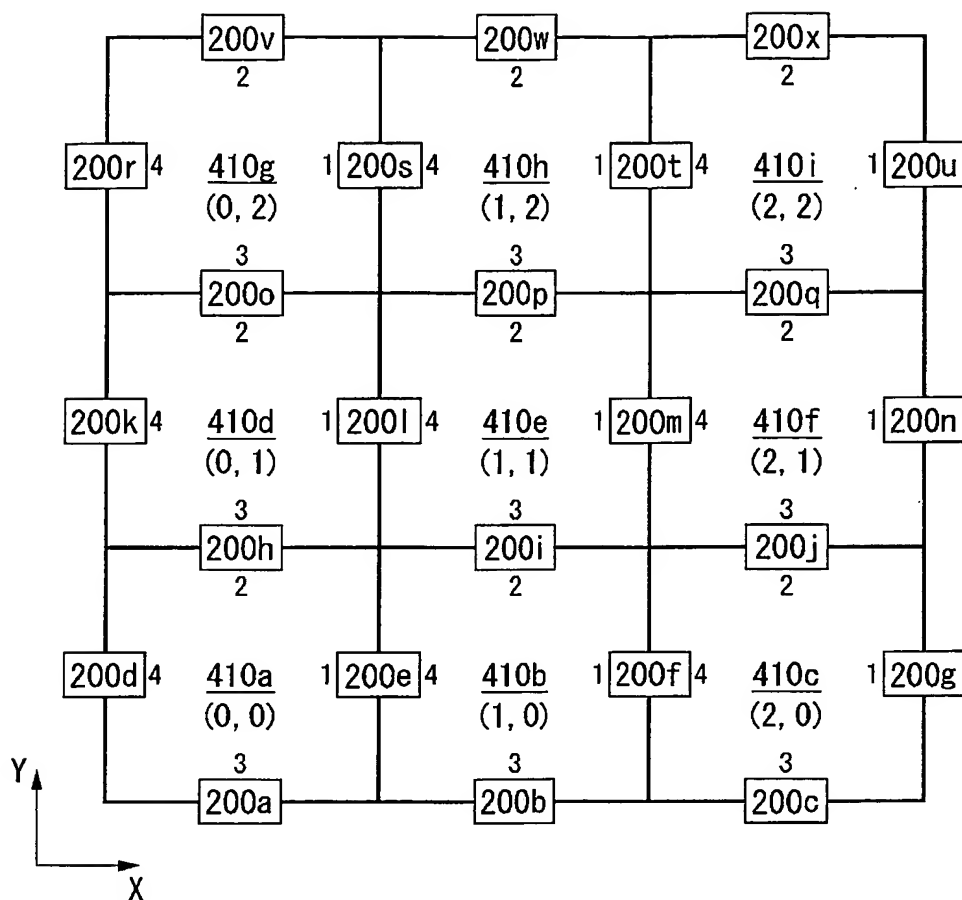 200v 200w 200x
2 2 2
200r 4 410g 1 200s 4 410h 1 200t 4 410i 1 200u
(0, 2) (1, 2) (2, 2)
3 3 3
200o 200p 200q
2 2 2
200k 4 410d 1 200l 4 410e 1 200m 4 410f 1 200n
(0, 1) (1, 1) (2, 1)
3 3 3
200h 200i 200j
2 2 2
200d 4 410a 1 200e 4 410b 1 200f 4 410c 1 200g
(0, 0) (1, 0) (2, 0)
3 3 3
Y
200a 200b 200c
X